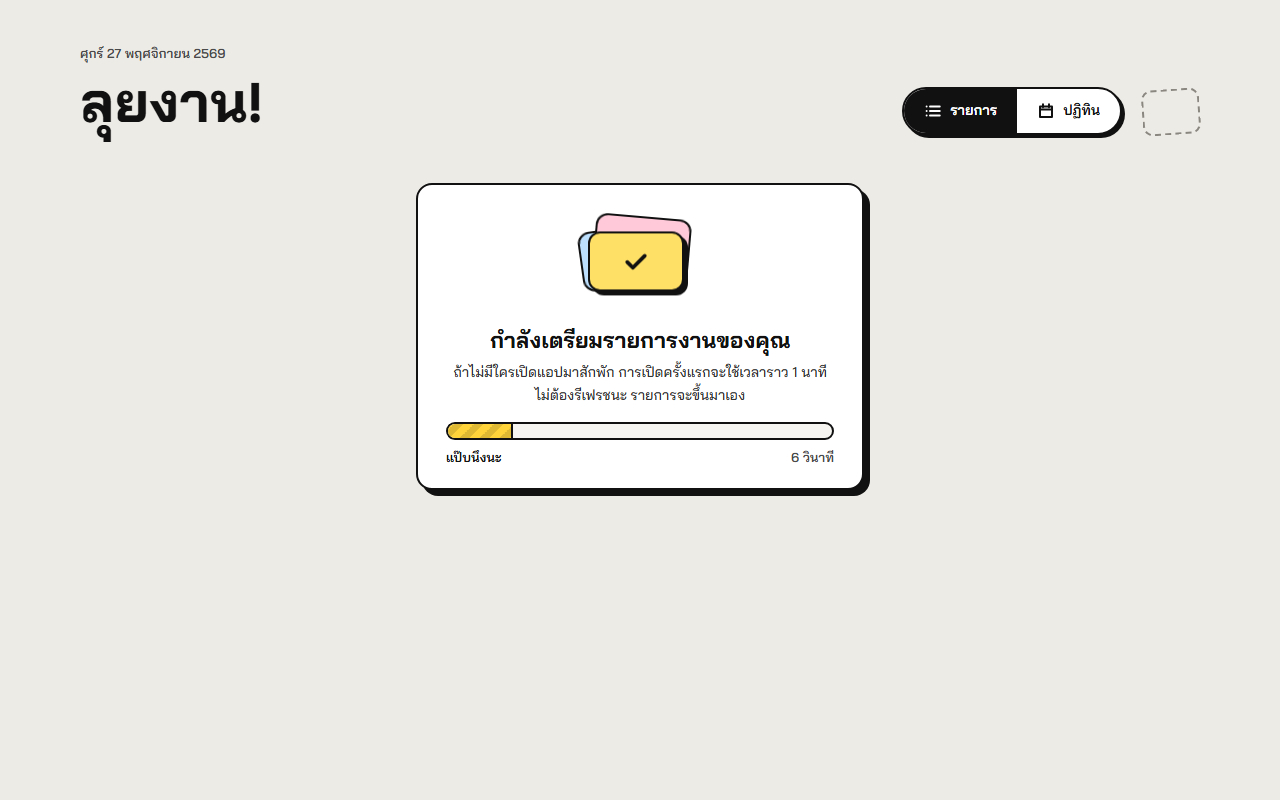 ศุกร์ 27 พฤศจิกายน 2569
ลุยงาน!
รายการ
ปฏิทิน
กำลังเตรียมรายการงานของคุณ
ถ้าไม่มีใครเปิดแอปมาสักพัก การเปิดครั้งแรกจะใช้เวลาราว 1 นาที
ไม่ต้องรีเฟรชนะ รายการจะขึ้นมาเอง
แป๊บนึงนะ
6 วินาที